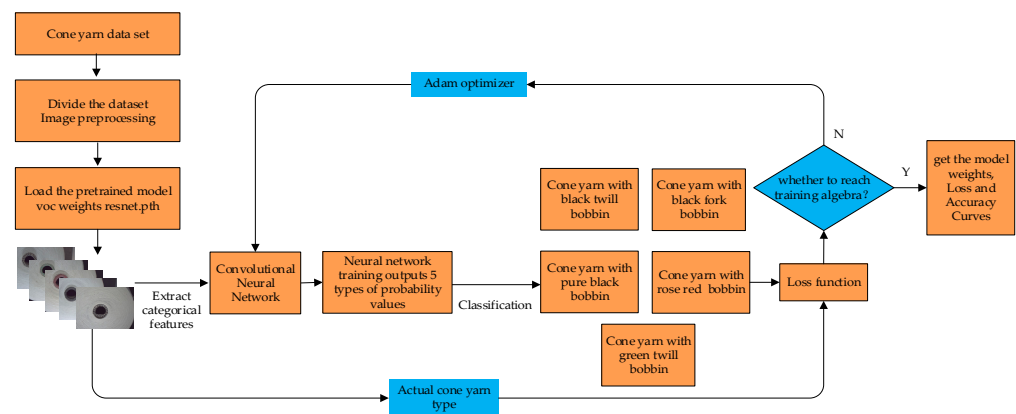 Cone yarn data set
Divide the dataset
Image preprocessing
Load the pretrained model
voc weights resnet.pth
Extract
categorical
features
Convolutional
Neural
Network
Neural network
training outputs 5
types of probability
values
Classification
Cone yarn with
black twill
bobbin
Cone yarn with
black fork
bobbin
Cone yarn with
pure black
bobbin
Cone yarn with
rose red bobbin
Cone yarn with
green twill
bobbin
Loss function
whether to reach
training algebra?
N
Y
get the model
weights,
Loss and
Accuracy
Curves
Adam optimizer
Actual cone yarn
type